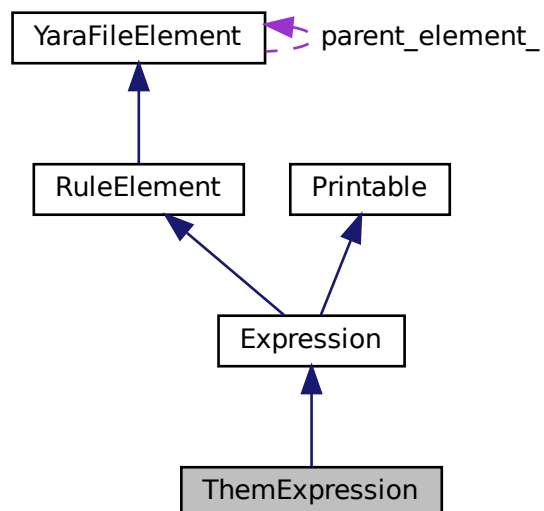 YaraFileElement
parent_element_
RuleElement
Printable
Expression
ThemExpression